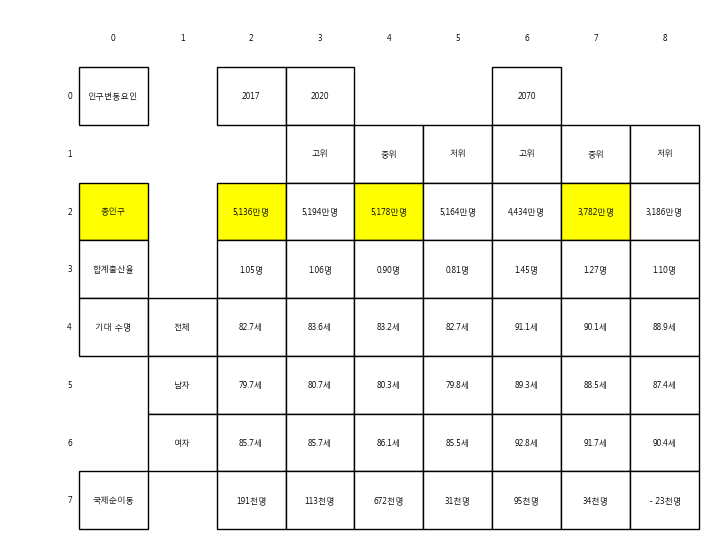 0 1 2 3 4 5 6 7 8
0 인구변동요인 2017 2020 2070
1 고위 중위 저위 고위 중위 저위
2 총인구 5,136만명 5,194만명 5,178만명 5,164만명 4,434만명 3,782만명 3,186만명
3 합계출산율 1.05명 1.06명 0.90명 0.81명 1.45명 1.27명 1.10명
4 기대 수명 전체 82.7세 83.6세 83.2세 82.7세 91.1세 90.1세 88.9세
5 남자 79.7세 80.7세 80.3세 79.8세 89.3세 88.5세 87.4세
6 여자 85.7세 85.7세 86.1세 85.5세 92.8세 91.7세 90.4세
7 국제순이동 191천명 113천명 672천명 31천명 95천명 34천명 - 23천명